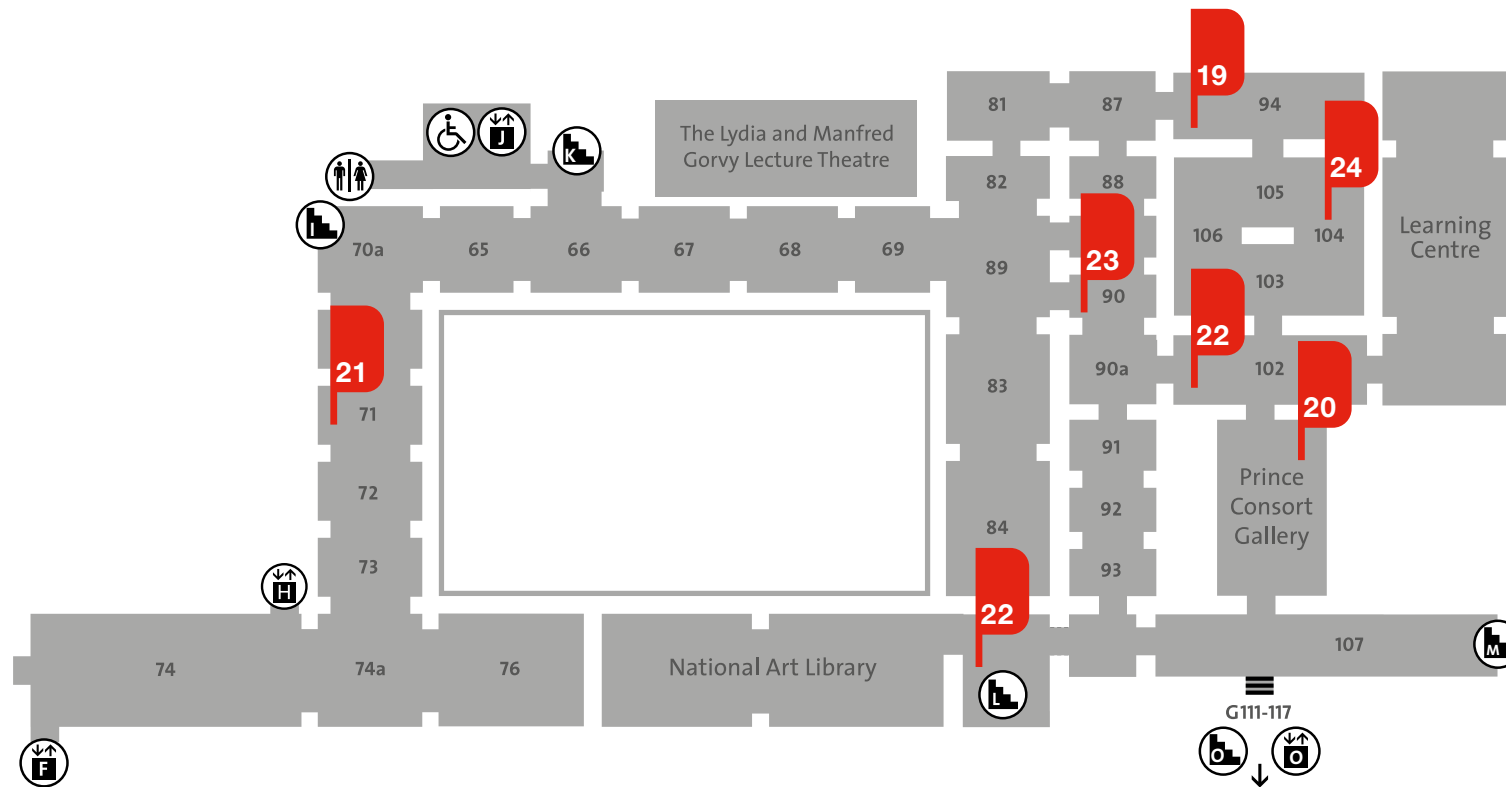 19
81
87
94
J
The Lydia and Manfred
Gorvy Lecture Theatre
K
24
82
88
105
I
70a
65
66
67
68
69
106
104
Learning
Centre
89
23
90
103
22
21
83
90a
102
71
20
91
Prince
Consort
Gallery
72
92
84
73
93
H
22
74
74a
76
National Art Library
107
M
L
G111-117
F
O
O